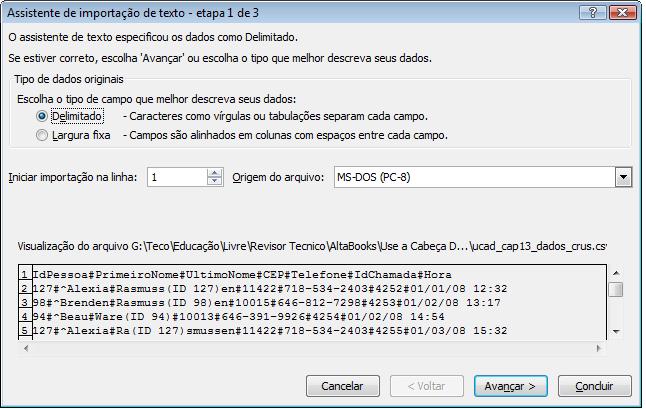 Assistente de importação de texto - etapa 1 de 3
O assistente de texto especificou os dados como Delimitado.
Se estiver correto, escolha 'Avançar' ou escolha o tipo que melhor descreva seus dados.
Tipo de dados originais
Escolha o tipo de campo que melhor descreva seus dados:
Delimitado - Caracteres como vírgulas ou tabulações separam cada campo.
Largura fixa - Campos são alinhados em colunas com espaços entre cada campo.
Iniciar importação na linha: 1 Origem do arquivo: MS-DOS (PC-8)
Visualização do arquivo G:\Teco\Educação\Livre\Revisor Tecnico\AltaBooks\Use a Cabeça D...\ucad_cap13_dados_crus.csv
1 IdPessoa#PrimeiroNome#UltimoNome#CEP#Telefone#IdChamada#Hora
2 127#^Alexia#Rasmuss(ID 127)en#11422#718-534-2403#4252#01/01/08 12:32
3 98#^Brenden#Ras(ID 98)en#10015#646-812-7298#4253#01/02/08 13:17
4 94#^Beau#Ware(ID 94)#10013#646-391-9926#4254#01/02/08 14:54
5 127#^Alexia#Ra(ID 127)smussen#11422#718-534-2403#4255#01/03/08 15:32
Cancelar < Voltar Avançar > Concluir